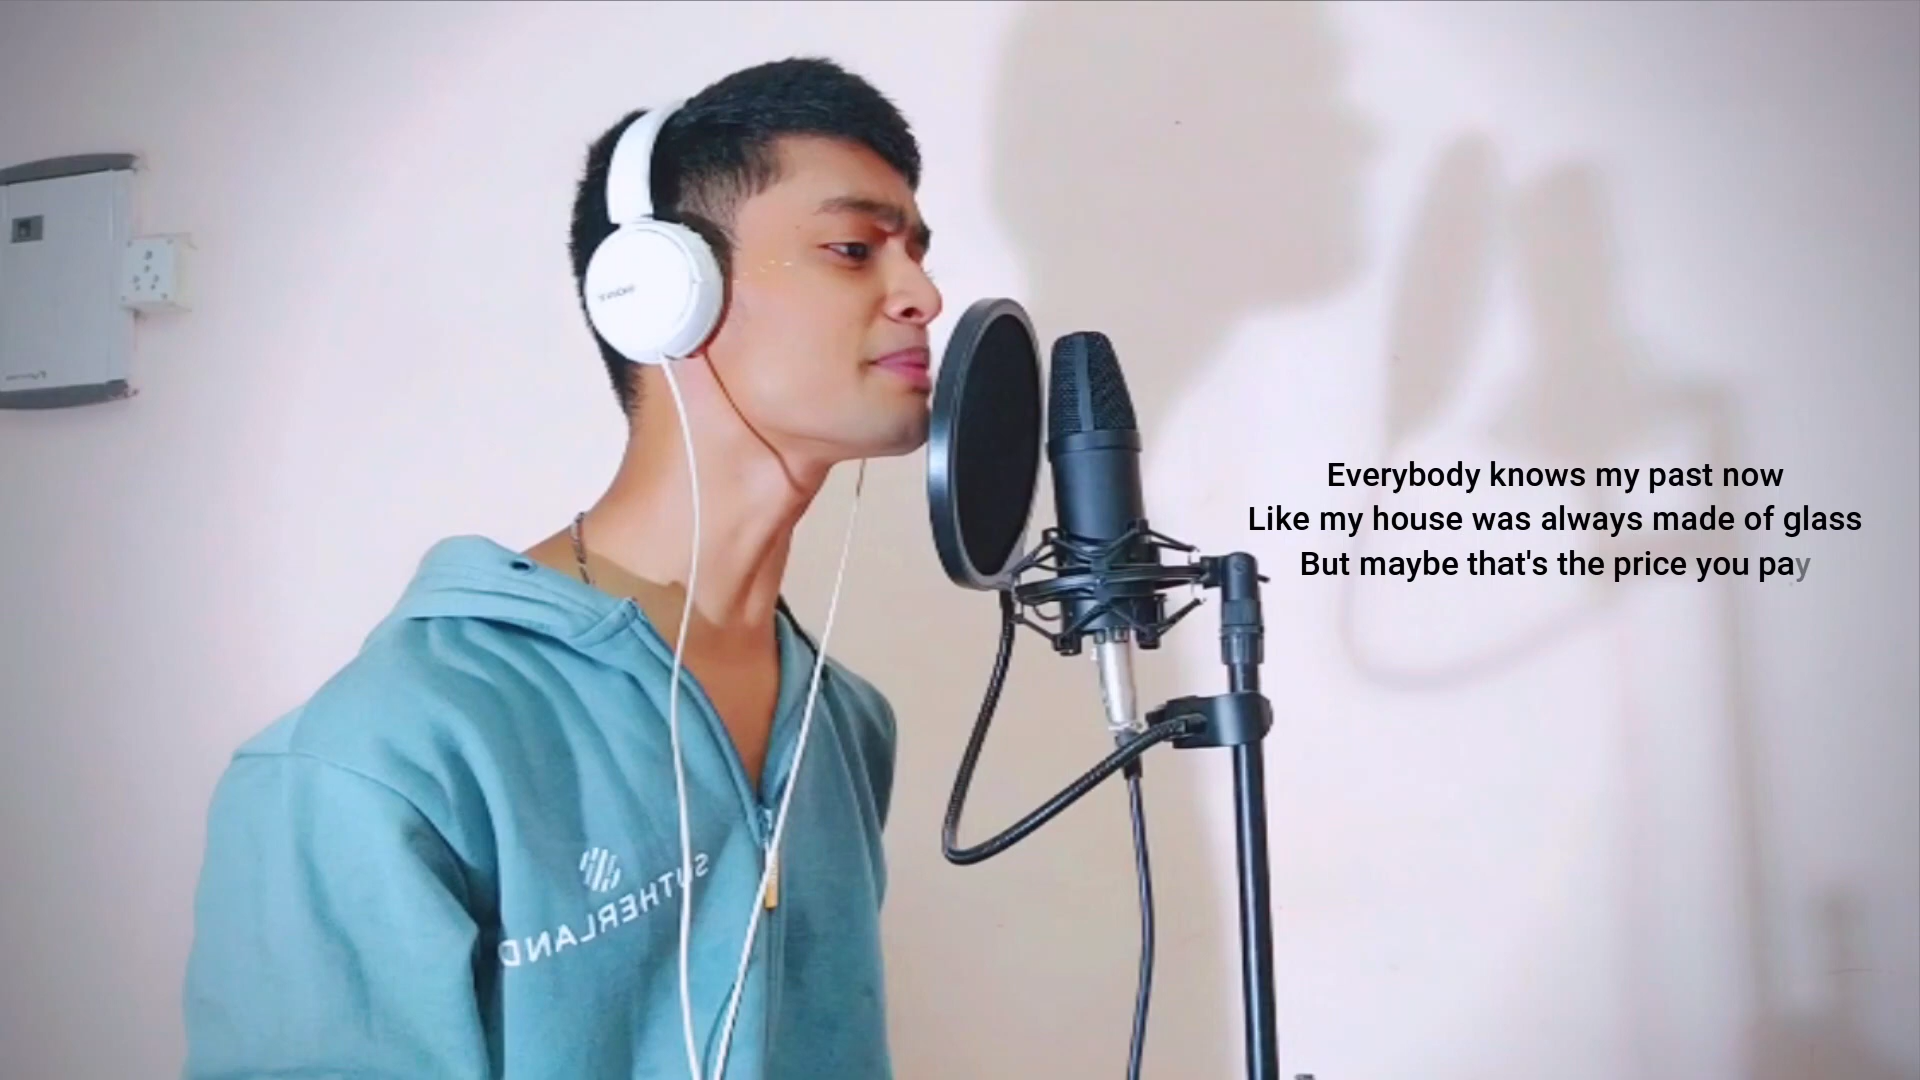 Everybody knows my past now
Like my house was always made of glass
But maybe that's the price you pay
SUTHERLAND